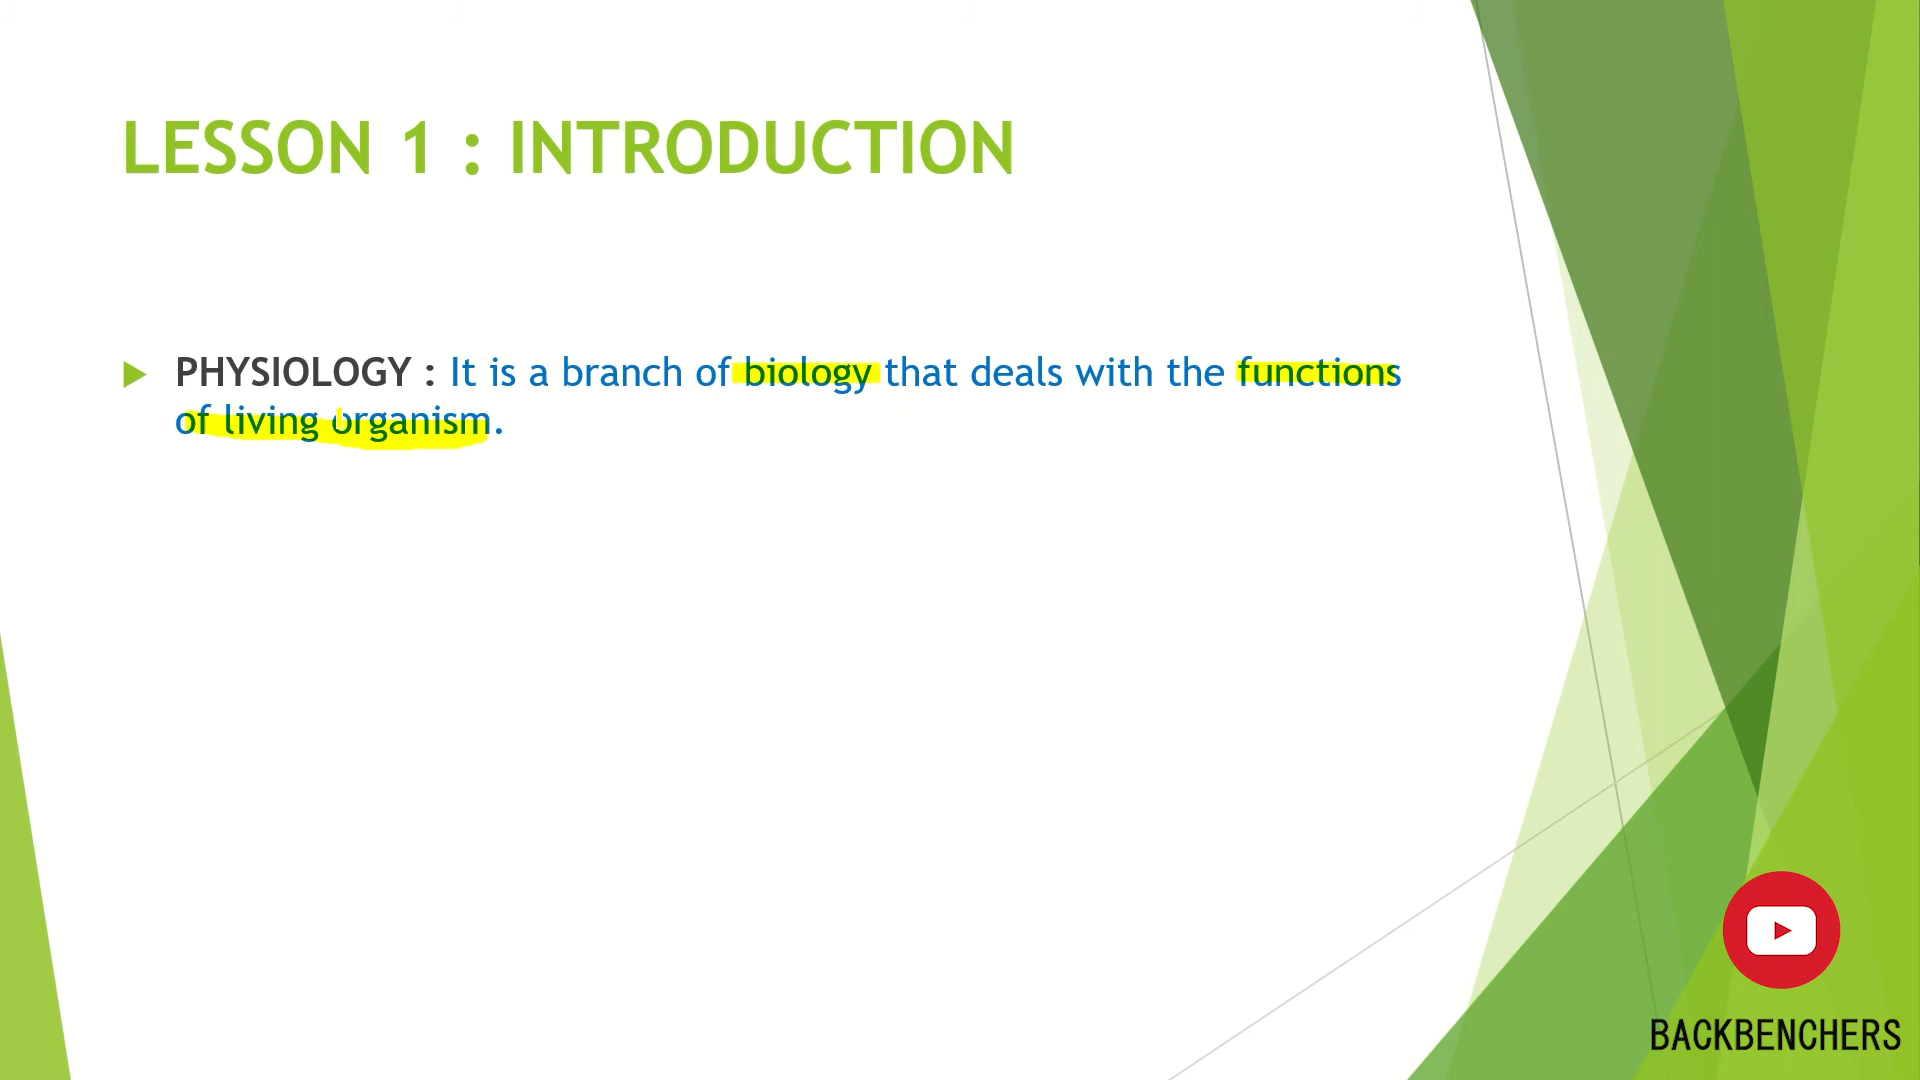 LESSON 1 : INTRODUCTION
PHYSIOLOGY : It is a branch of biology that deals with the functions
of living organism.
BACKBENCHERS